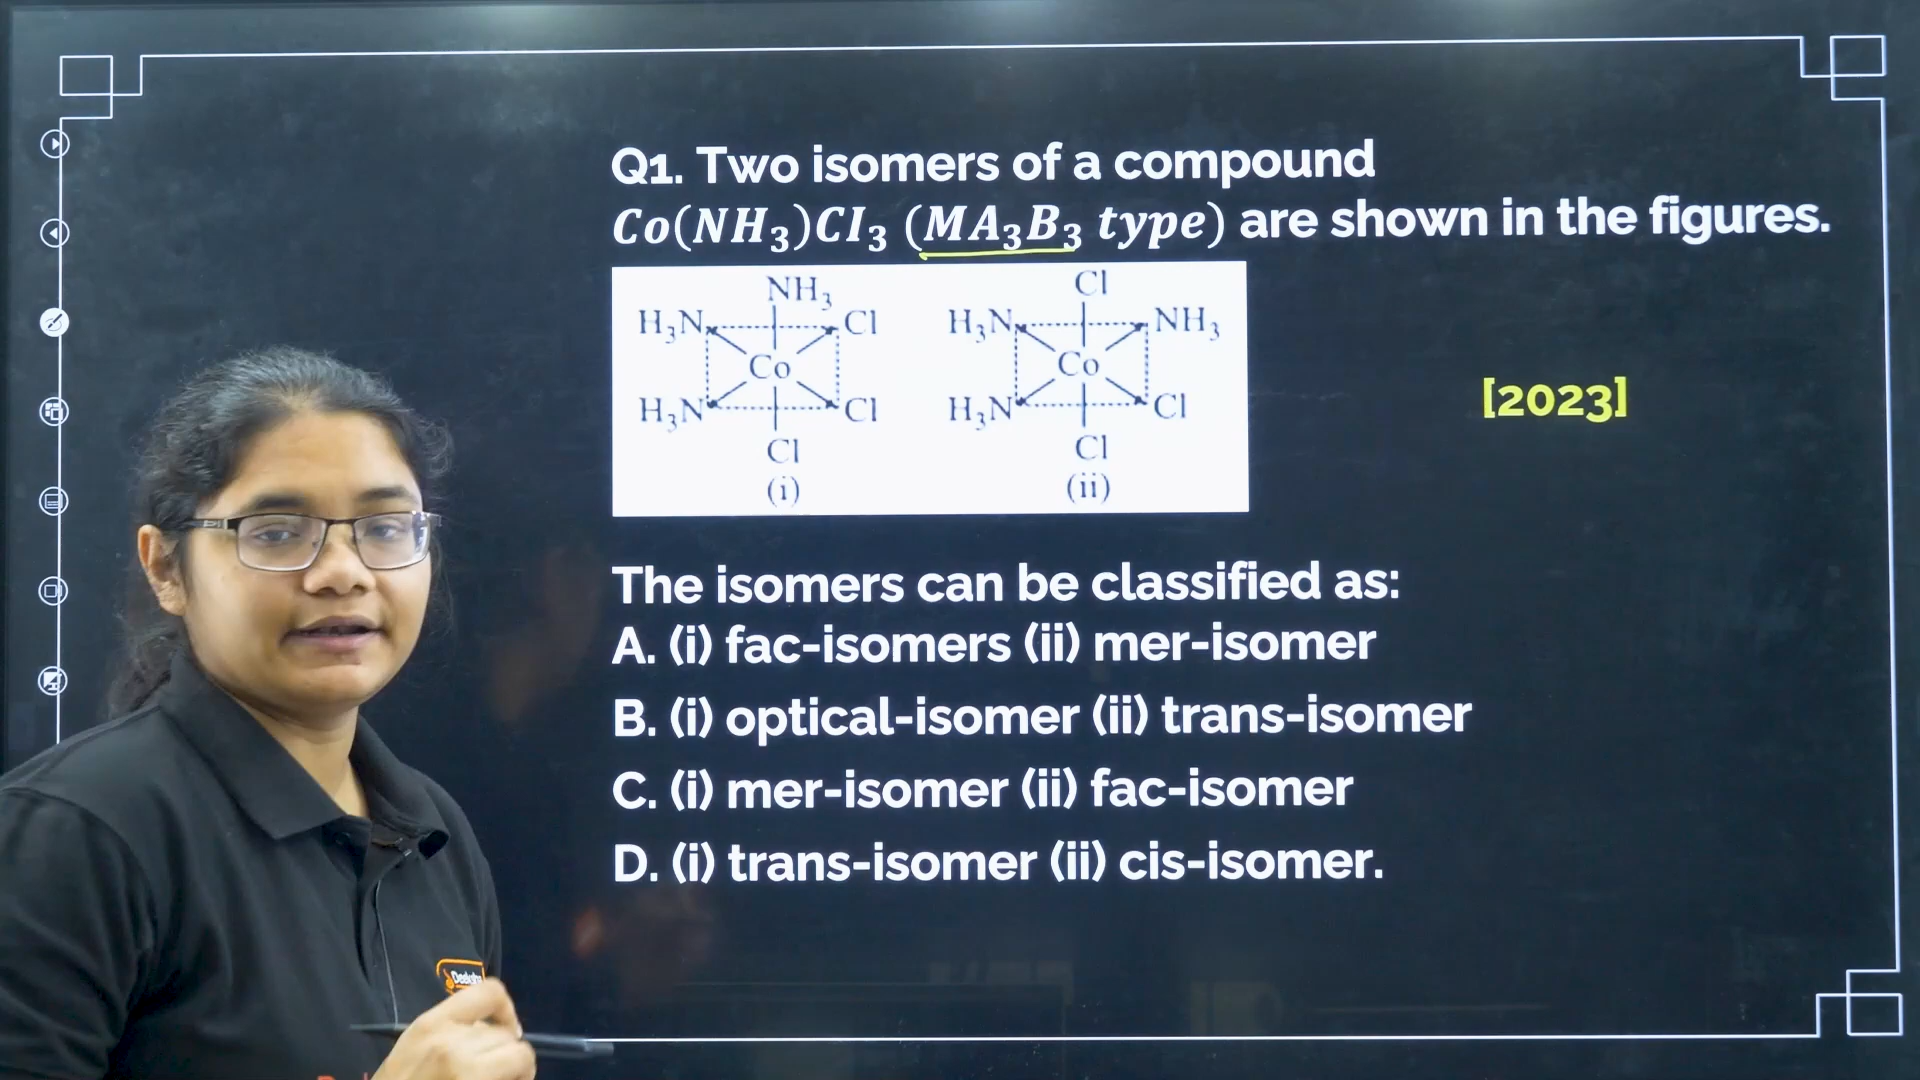 Q1. Two isomers of a compound
Co(NH₃)CI₃ (MA₃B₃ type) are shown in the figures.
NH₃
H₃N Cl
Co
H₃N Cl
Cl
(i)
Cl
H₃N NH₃
Co
H₃N Cl
Cl
(ii)
[2023]
The isomers can be classified as:
A. (i) fac-isomers (ii) mer-isomer
B. (i) optical-isomer (ii) trans-isomer
C. (i) mer-isomer (ii) fac-isomer
D. (i) trans-isomer (ii) cis-isomer.